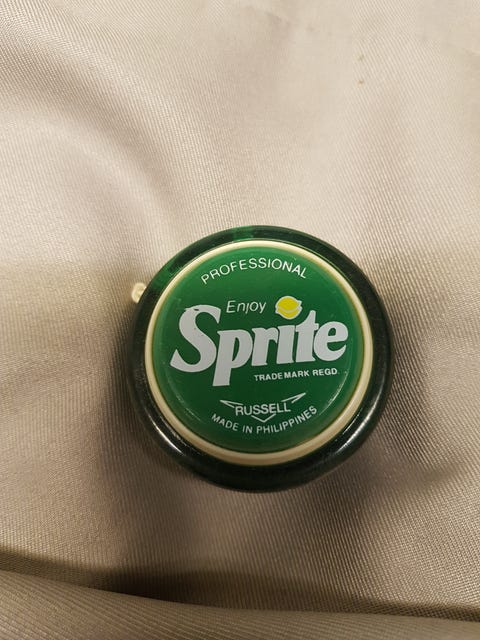 PROFESSIONAL
Enjoy
Sprite
TRADE MARK REGD.
RUSSELL
MADE IN PHILIPPINES